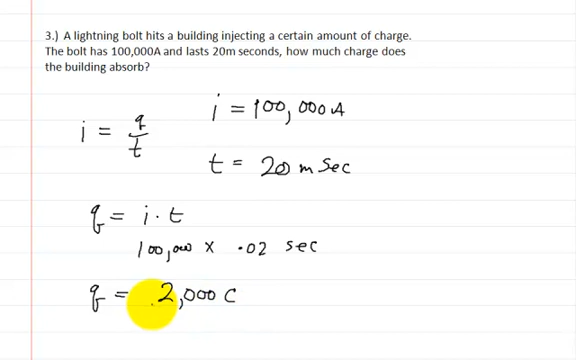 3.) A lightning bolt hits a building injecting a certain amount of charge.
The bolt has 100,000A and lasts 20m seconds, how much charge does
the building absorb?
i = q/t
i = 100,000A
t = 20 m Sec
q = i · t
100,000 x .02 sec
q = 2,000 C